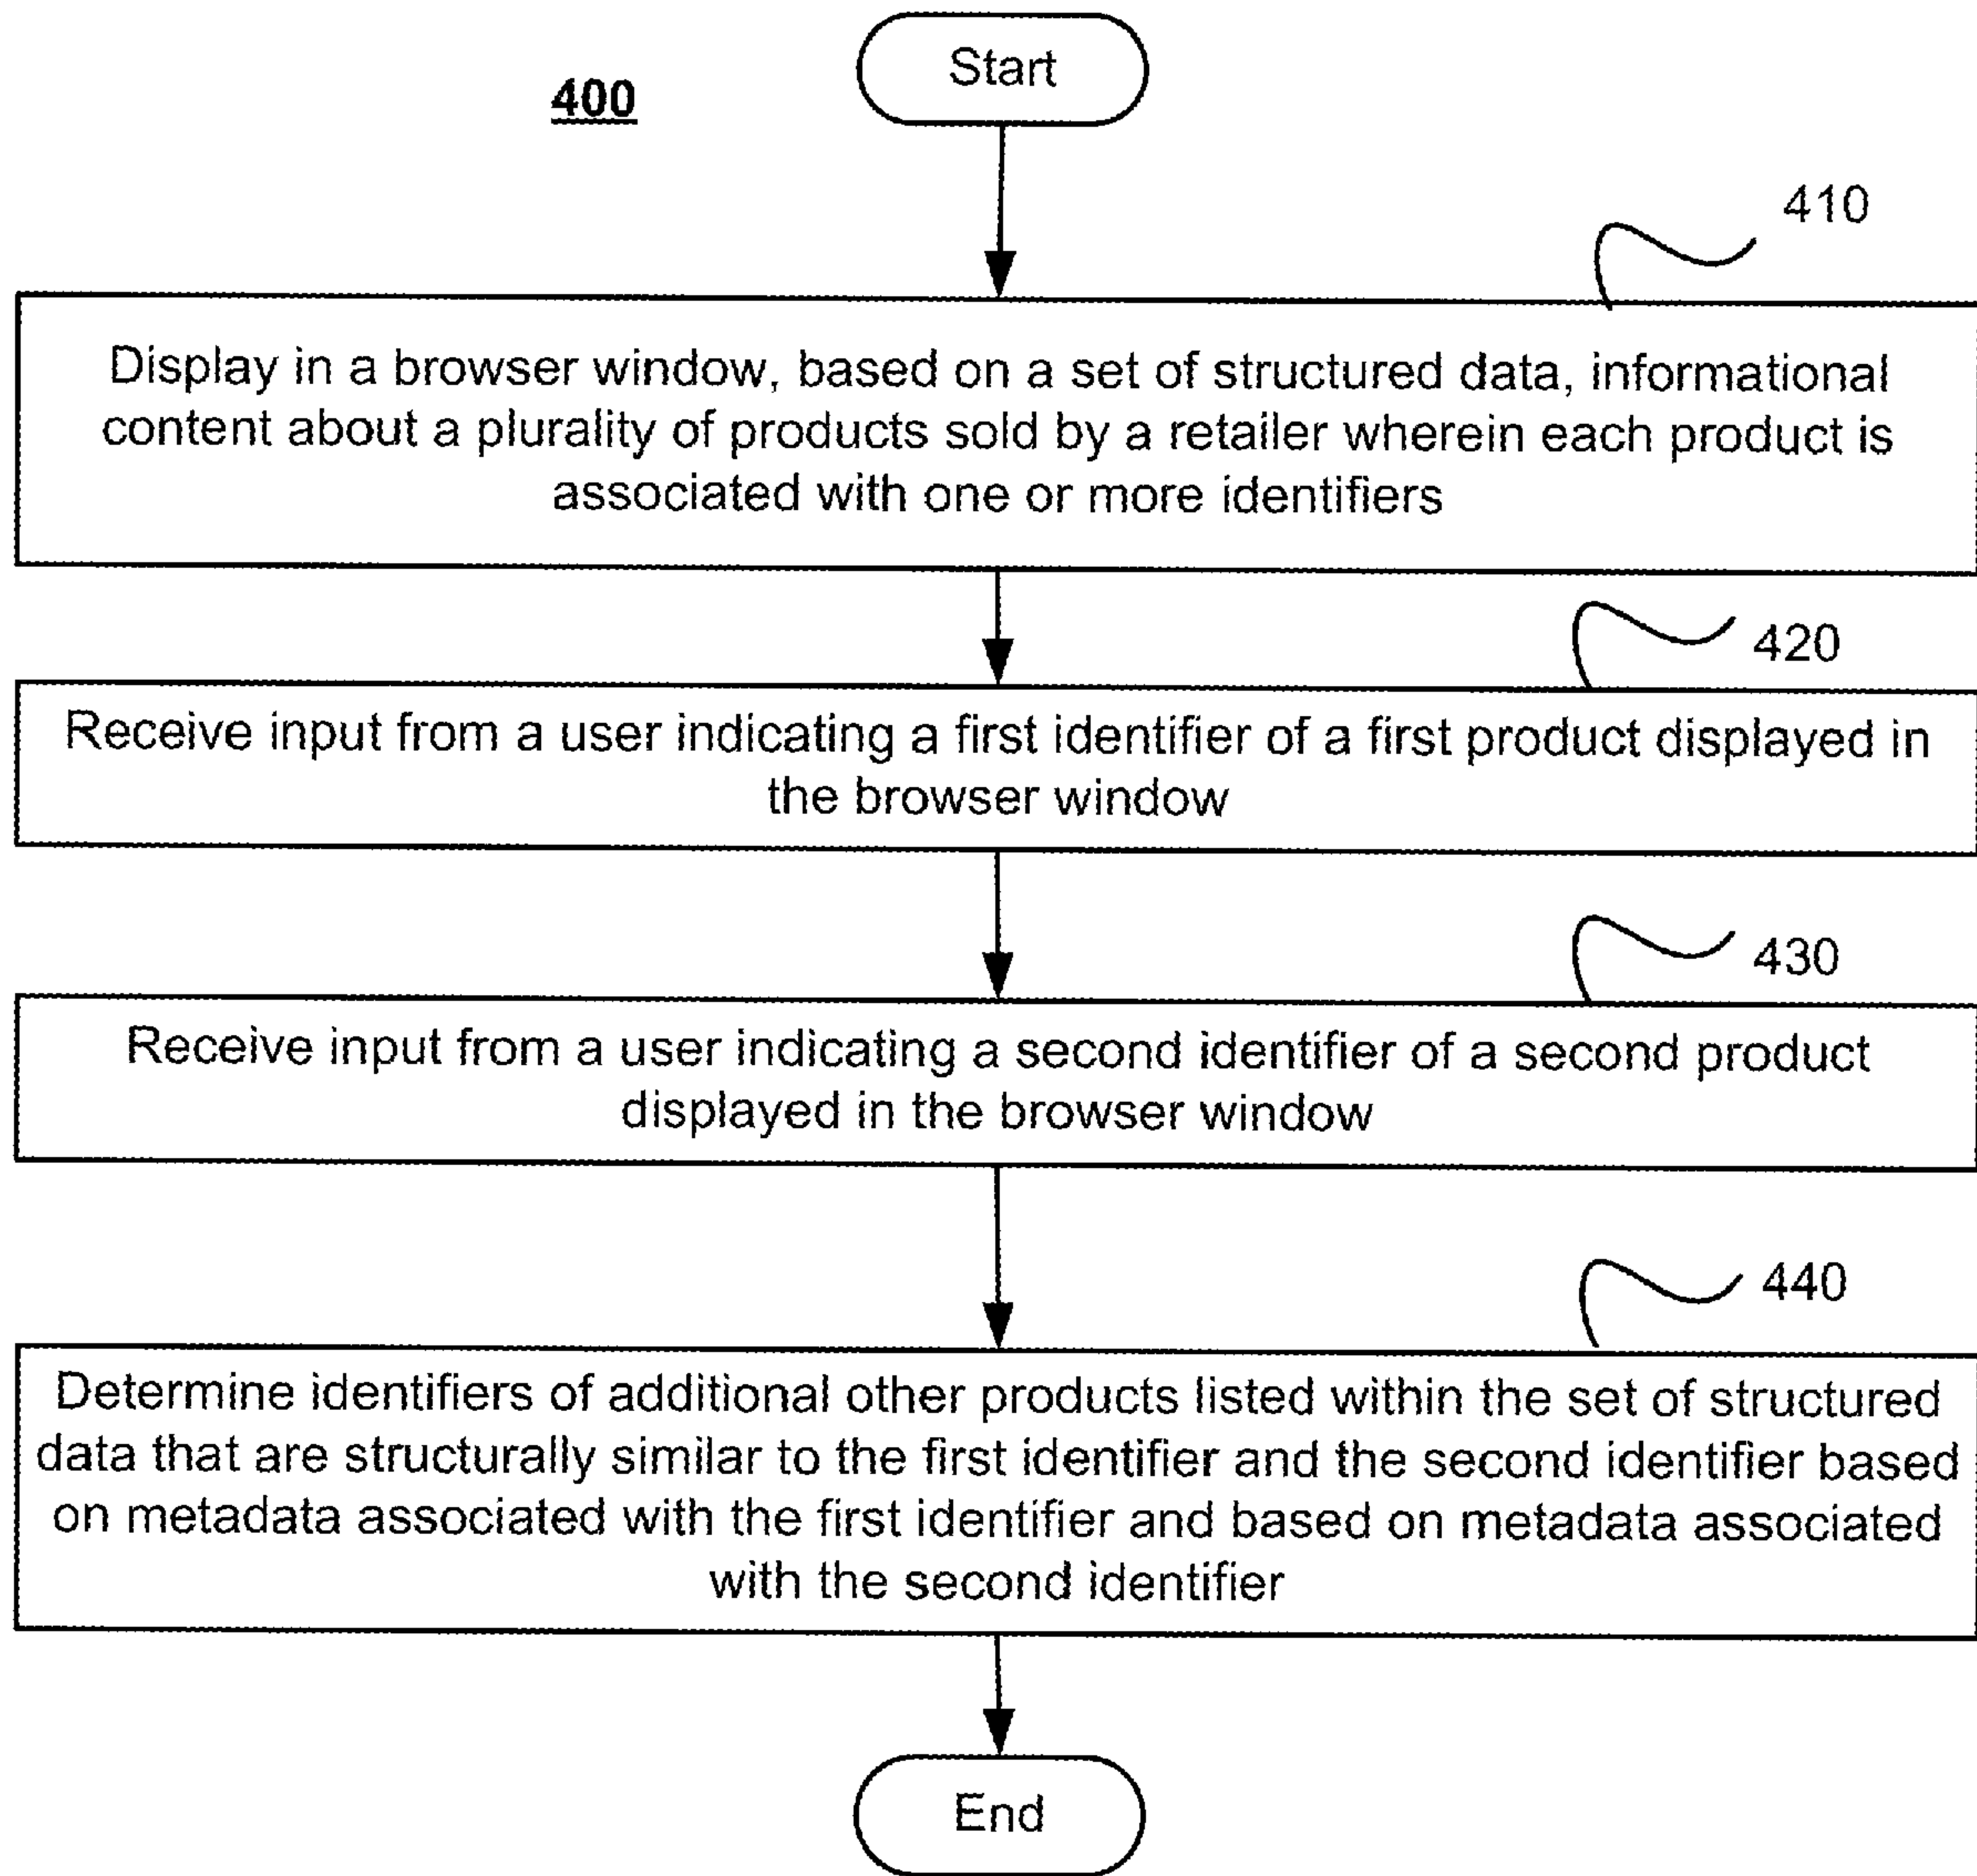 Start
400
410
Display in a browser window, based on a set of structured data, informational
content about a plurality of products sold by a retailer wherein each product is
associated with one or more identifiers
420
Receive input from a user indicating a first identifier of a first product displayed in
the browser window
430
Receive input from a user indicating a second identifier of a second product
displayed in the browser window
440
Determine identifiers of additional other products listed within the set of structured
data that are structurally similar to the first identifier and the second identifier based
on metadata associated with the first identifier and based on metadata associated
with the second identifier
End